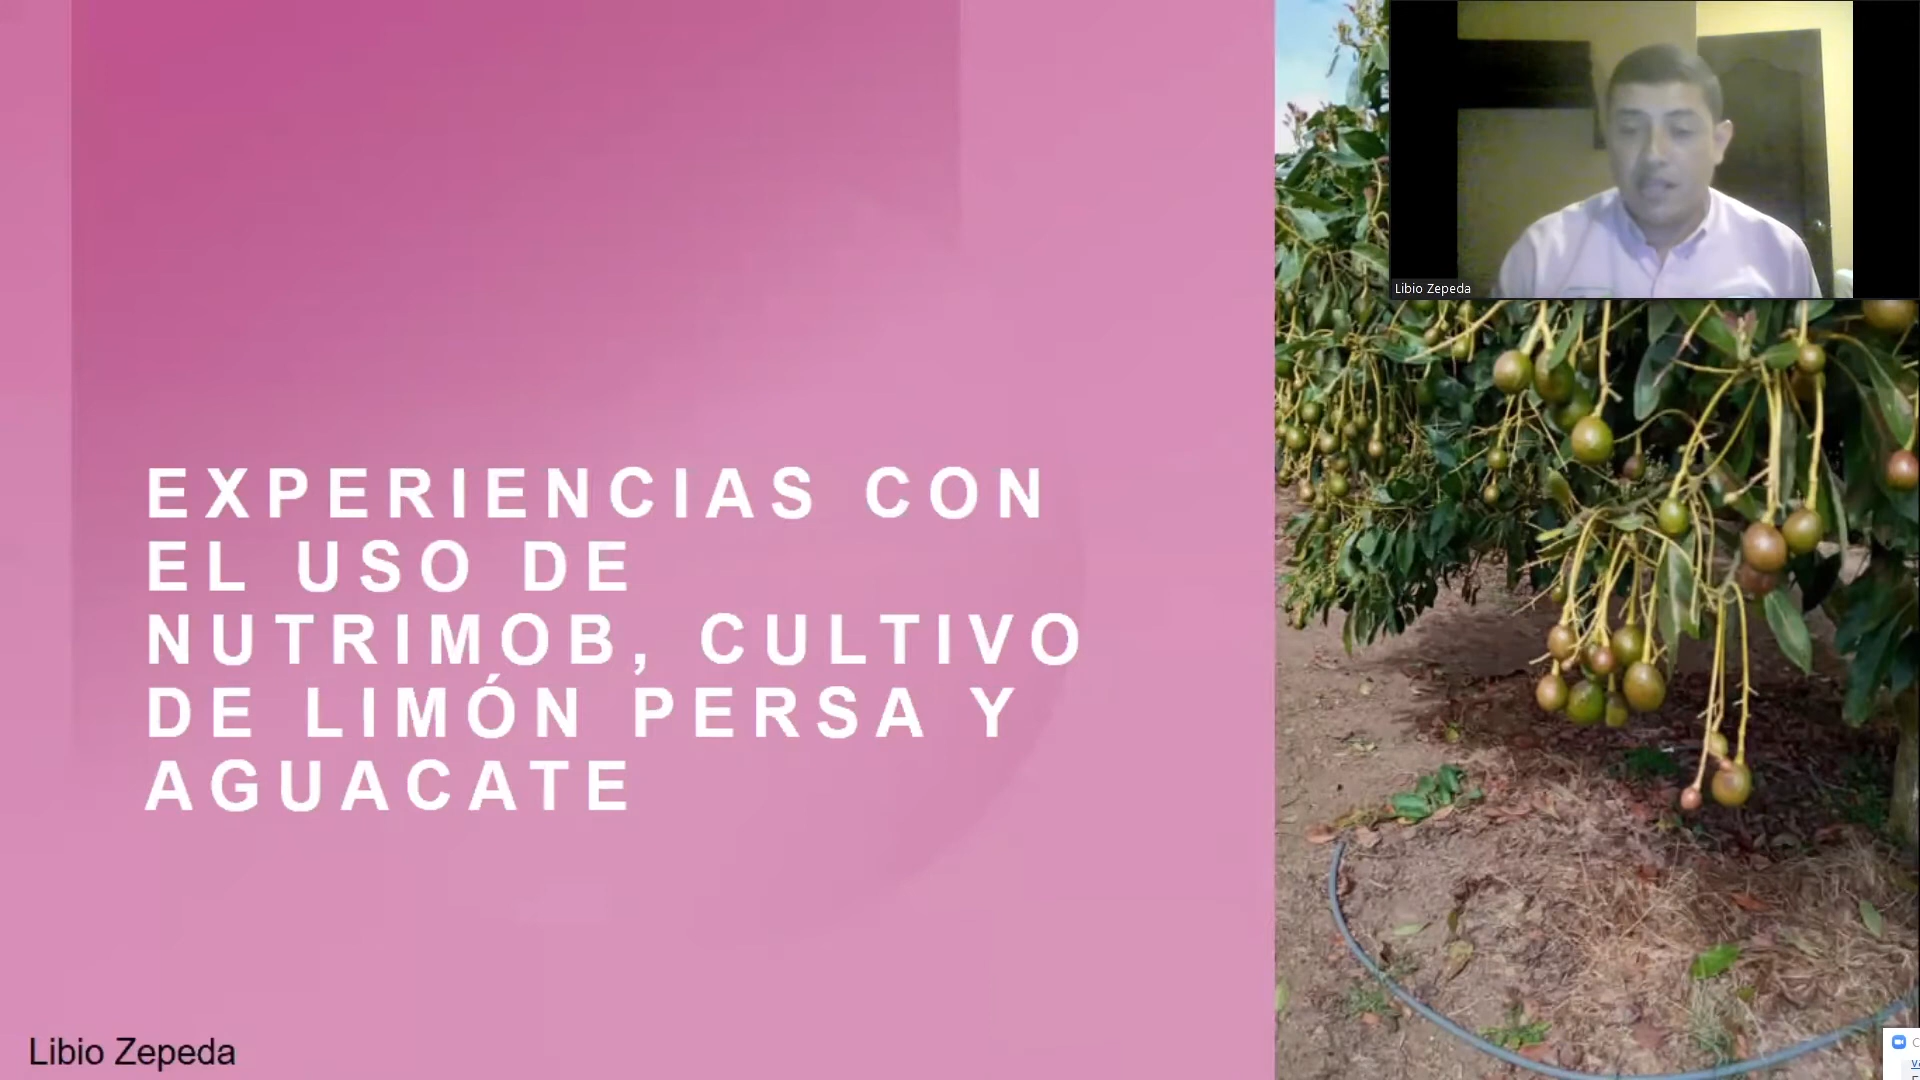 Libio Zepeda
EXPERIENCIAS CON
EL USO DE
NUTRIMOB, CULTIVO
DE LIMÓN PERSA Y
AGUACATE
Libio Zepeda